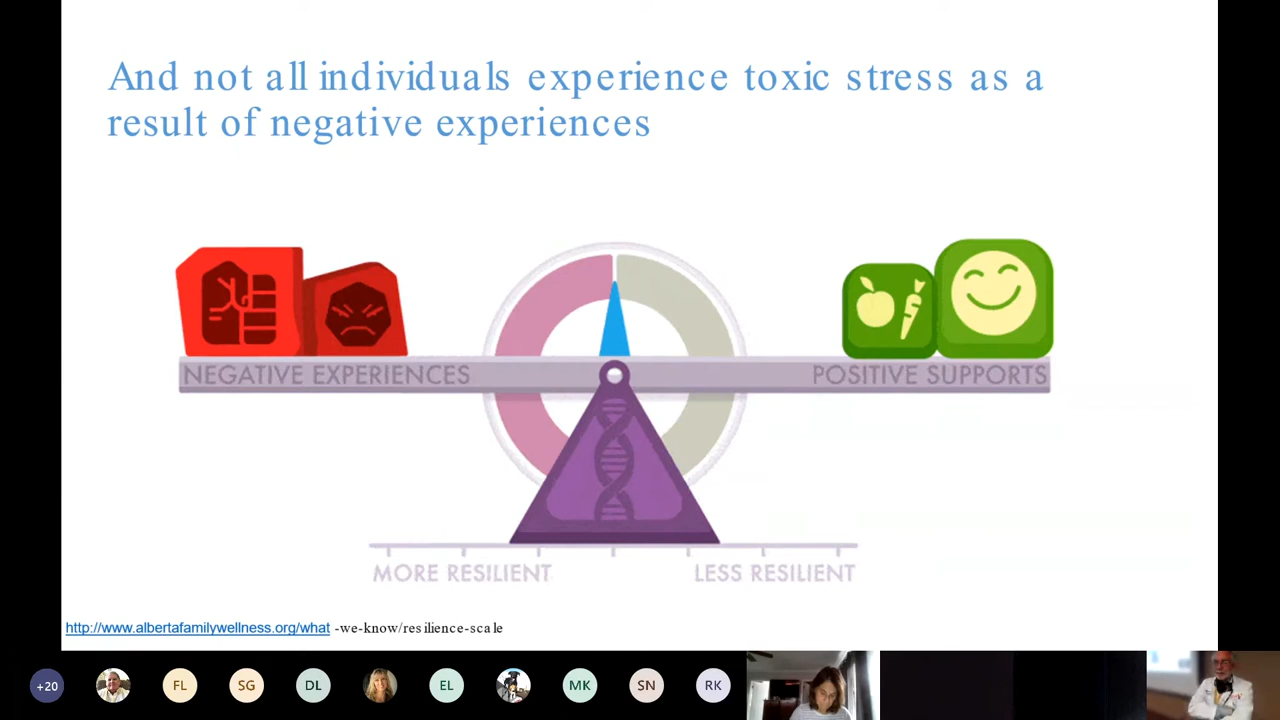 And not all individuals experience toxic stress as a
result of negative experiences
NEGATIVE EXPERIENCES
POSITIVE SUPPORTS
MORE RESILIENT
LESS RESILIENT
http://www.albertafamilywellness.org/what -we-know/resilience-scale
+20
FL
SG
DL
EL
MK
SN
RK